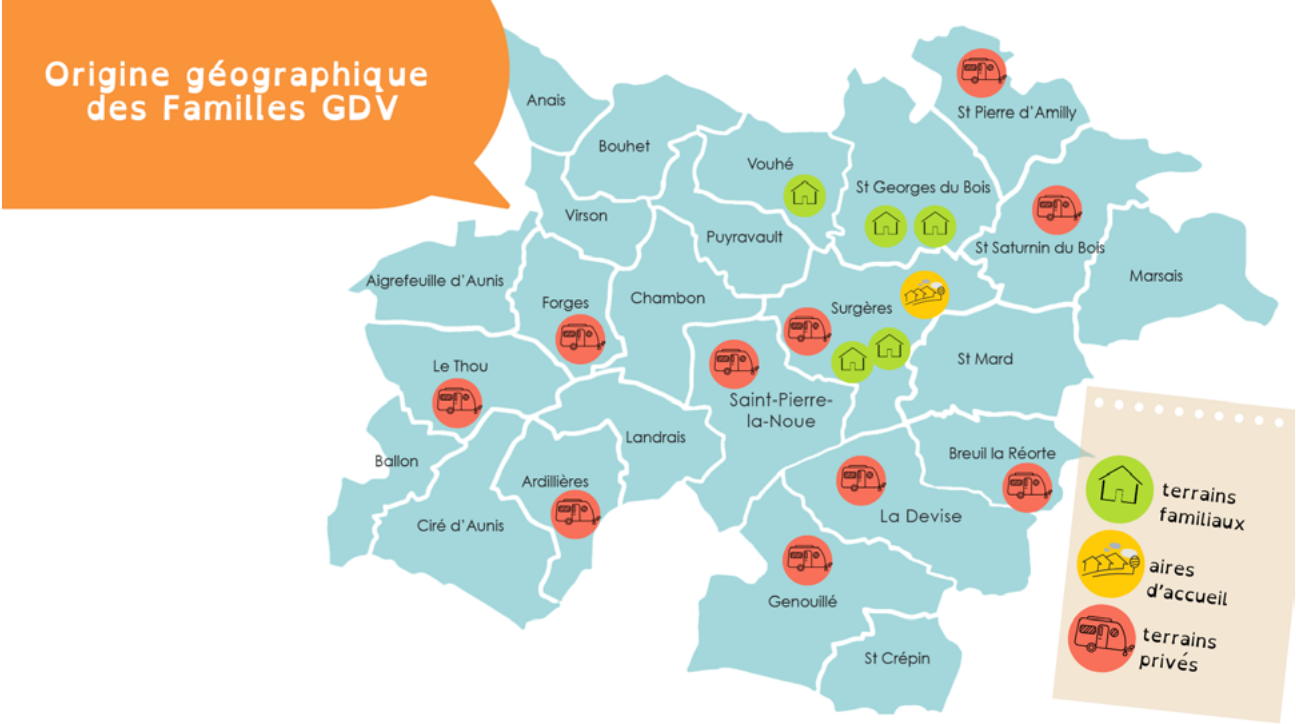 Origine géographique
des Familles GDV
Anais
Bouhet
Vouhé
St Pierre d'Amilly
St Georges du Bois
Virson
Puyravault
St Saturnin du Bois
Marsais
Aigrefeuille d'Aunis
Forges
Chambon
Surgères
Le Thou
St Mard
Saint-Pierre-
la-Noue
Landrais
Ballon
Breuil la Réorte
Ardillières
Ciré d'Aunis
La Devise
Genouillé
St Crépin
terrains
familiaux
aires
d'accueil
terrains
privés